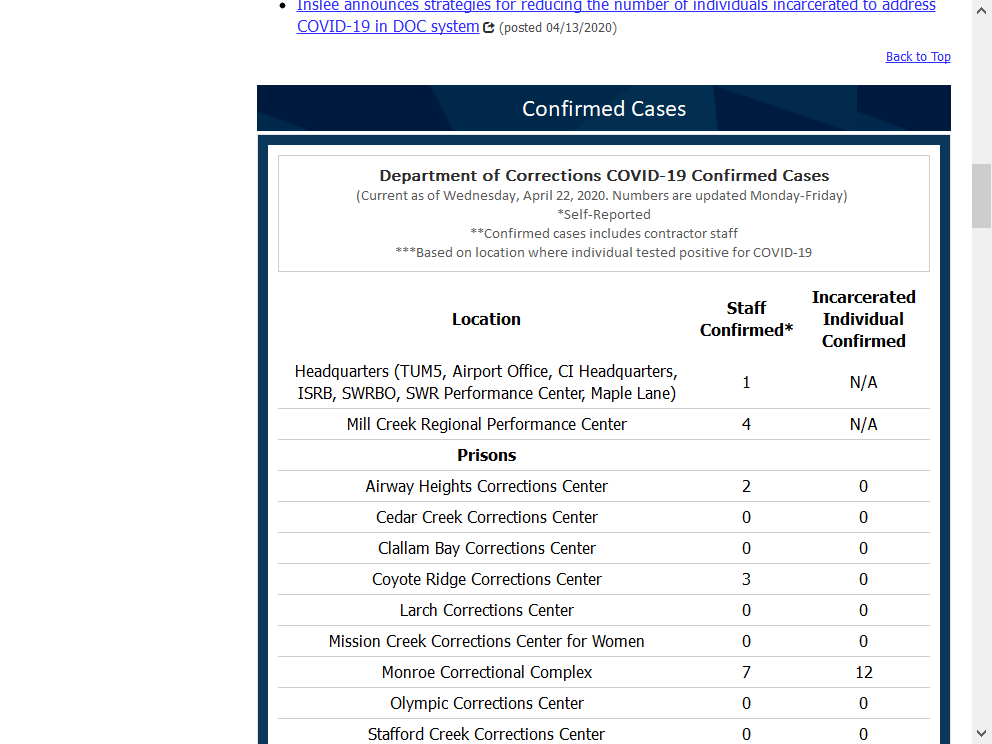 Inslee announces strategies for reducing the number of individuals incarcerated to address
COVID-19 in DOC system (posted 04/13/2020)
Back to Top
Confirmed Cases
Department of Corrections COVID-19 Confirmed Cases
(Current as of Wednesday, April 22, 2020. Numbers are updated Monday-Friday)
*Self-Reported
**Confirmed cases includes contractor staff
***Based on location where individual tested positive for COVID-19
Location Staff Confirmed* Incarcerated Individual Confirmed
Headquarters (TUM5, Airport Office, CI Headquarters,
ISRB, SWRBO, SWR Performance Center, Maple Lane) 1 N/A
Mill Creek Regional Performance Center 4 N/A
Prisons
Airway Heights Corrections Center 2 0
Cedar Creek Corrections Center 0 0
Clallam Bay Corrections Center 0 0
Coyote Ridge Corrections Center 3 0
Larch Corrections Center 0 0
Mission Creek Corrections Center for Women 0 0
Monroe Correctional Complex 7 12
Olympic Corrections Center 0 0
Stafford Creek Corrections Center 0 0